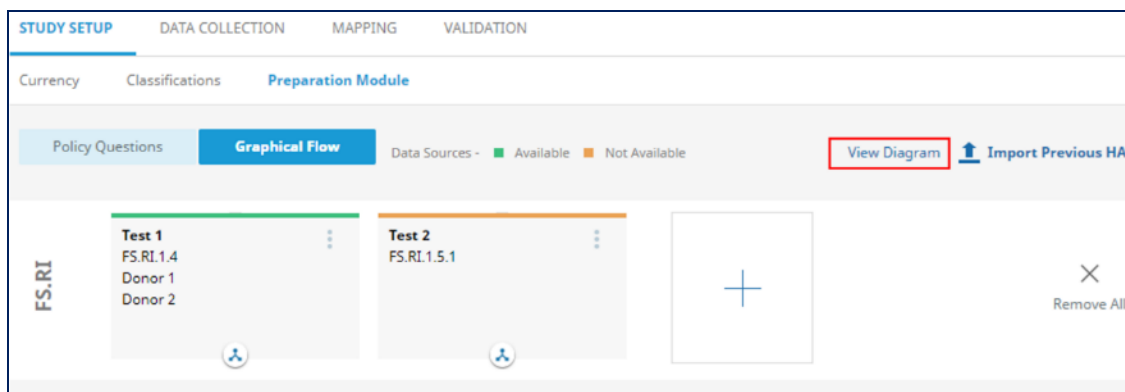 STUDY SETUP DATA COLLECTION MAPPING VALIDATION
Currency Classifications Preparation Module
Policy Questions Graphical Flow Data Sources - Available Not Available View Diagram Import Previous HA
FS.RI
Test 1
FS.RI.1.4
Donor 1
Donor 2
Test 2
FS.RI.1.5.1
Remove All